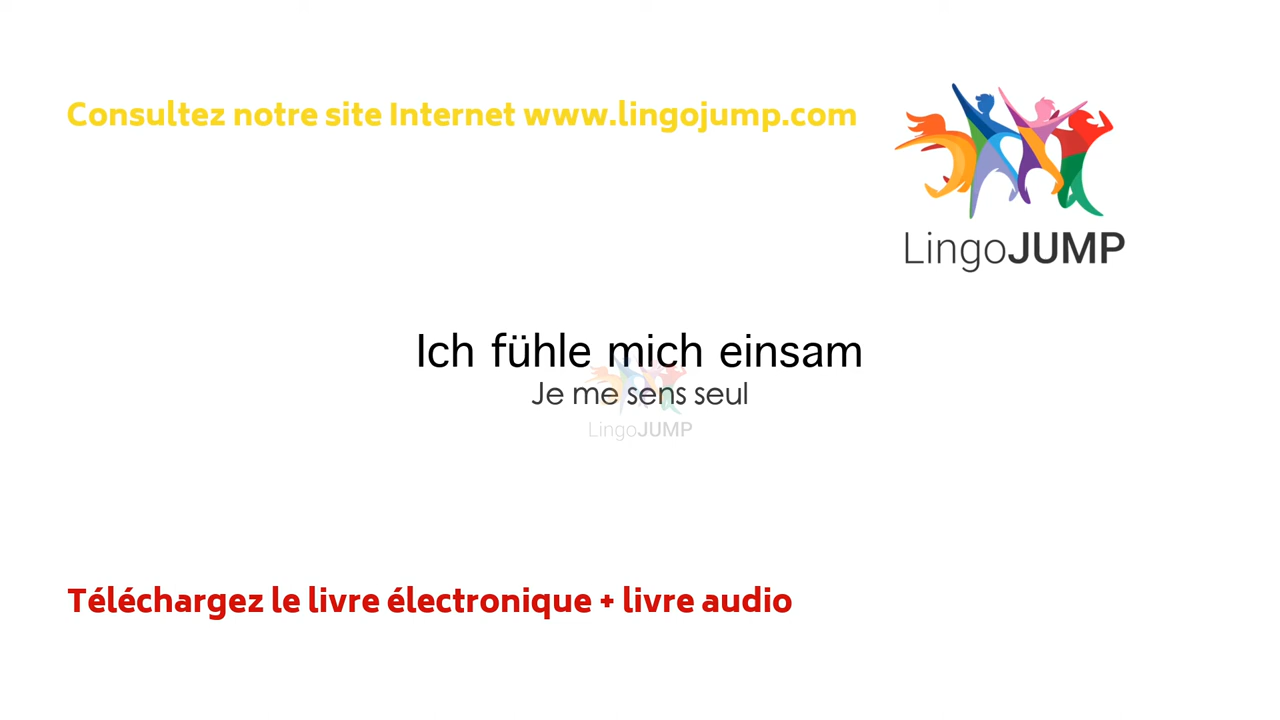 Consultez notre site Internet www.lingojump.com
LingoJUMP
Ich fühle mich einsam
Je me sens seul
LingoJUMP
Téléchargez le livre électronique + livre audio